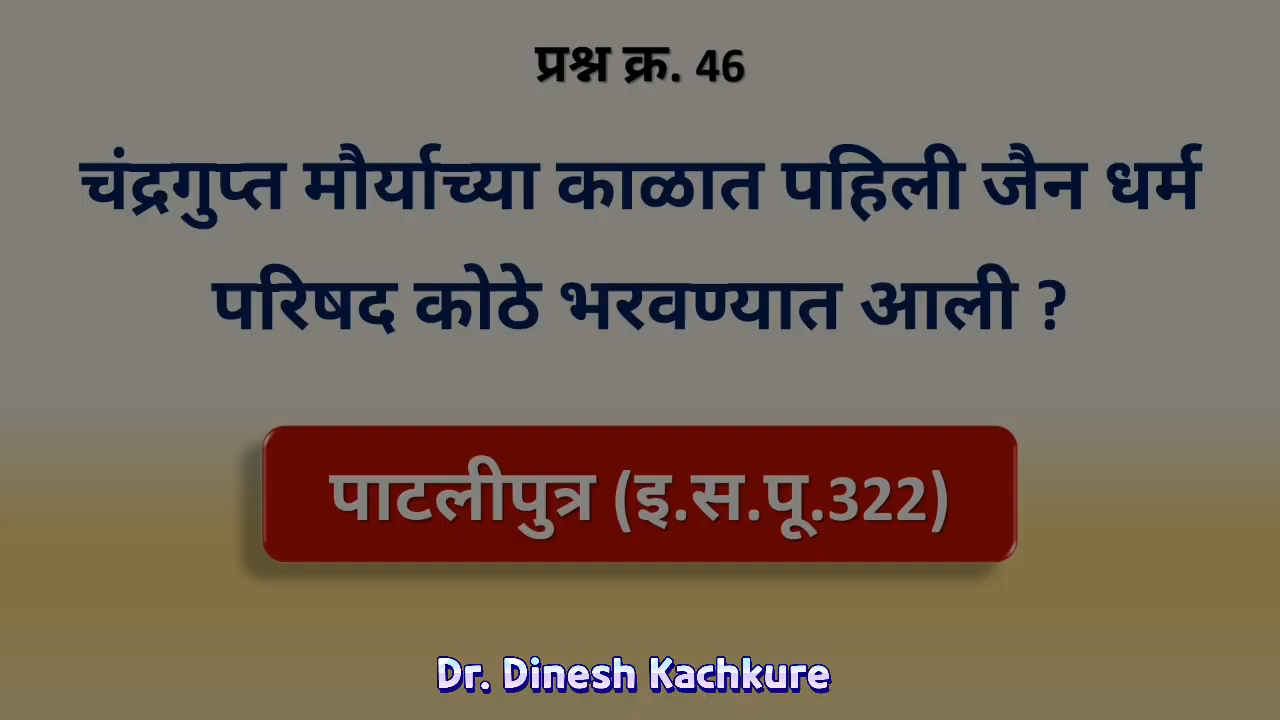 प्रश्न क्र. 46
चंद्रगुप्त मौर्याच्या काळात पहिली जैन धर्म
परिषद कोठे भरवण्यात आली ?
पाटलीपुत्र (इ.स.पू.322)
Dr. Dinesh Kachkure